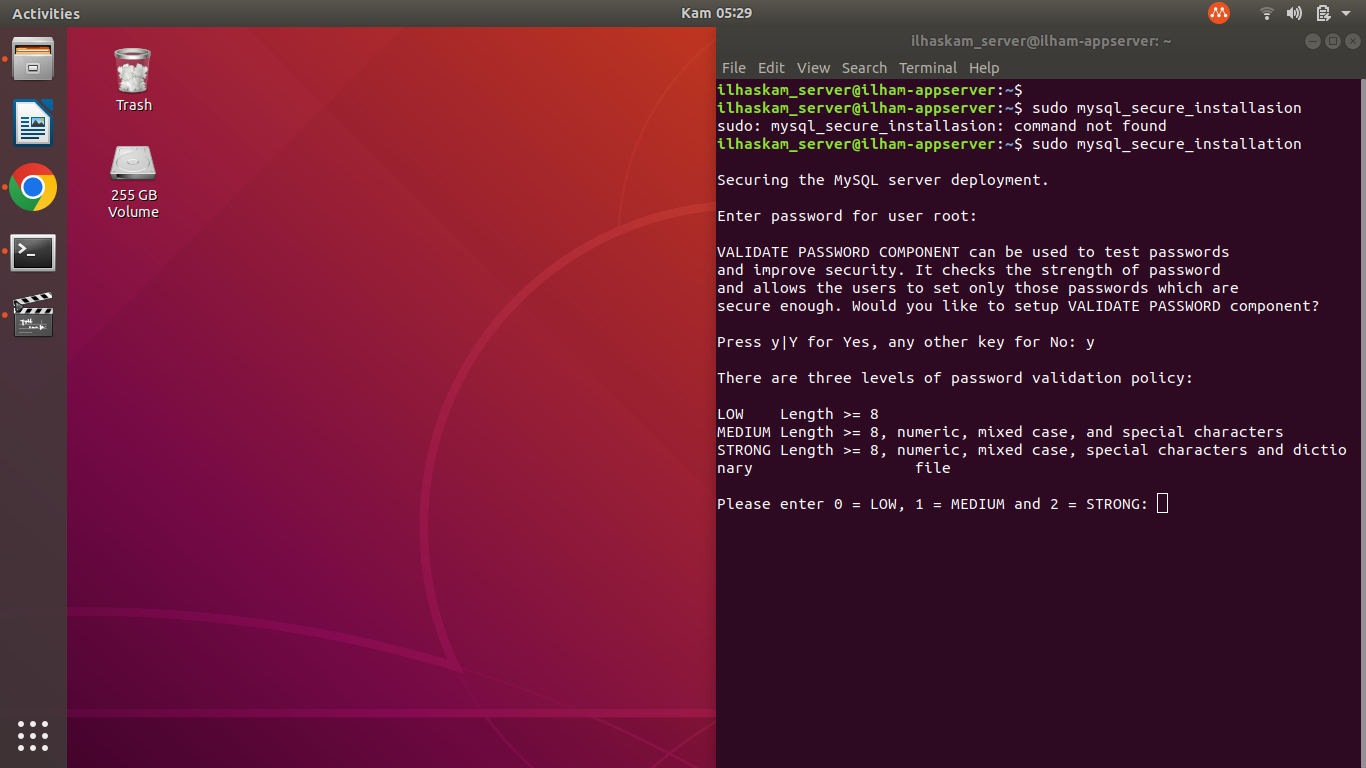 Activities
Kam 05:29
Trash
255 GB
Volume
ilhaskam_server@ilham-appserver: ~
File Edit View Search Terminal Help
ilhaskam_server@ilham-appserver:~$
ilhaskam_server@ilham-appserver:~$ sudo mysql_secure_installasion
sudo: mysql_secure_installasion: command not found
ilhaskam_server@ilham-appserver:~$ sudo mysql_secure_installation
Securing the MySQL server deployment.
Enter password for user root:
VALIDATE PASSWORD COMPONENT can be used to test passwords
and improve security. It checks the strength of password
and allows the users to set only those passwords which are
secure enough. Would you like to setup VALIDATE PASSWORD component?
Press y|Y for Yes, any other key for No: y
There are three levels of password validation policy:
LOW    Length >= 8
MEDIUM Length >= 8, numeric, mixed case, and special characters
STRONG Length >= 8, numeric, mixed case, special characters and dictio
nary                  file
Please enter 0 = LOW, 1 = MEDIUM and 2 = STRONG: